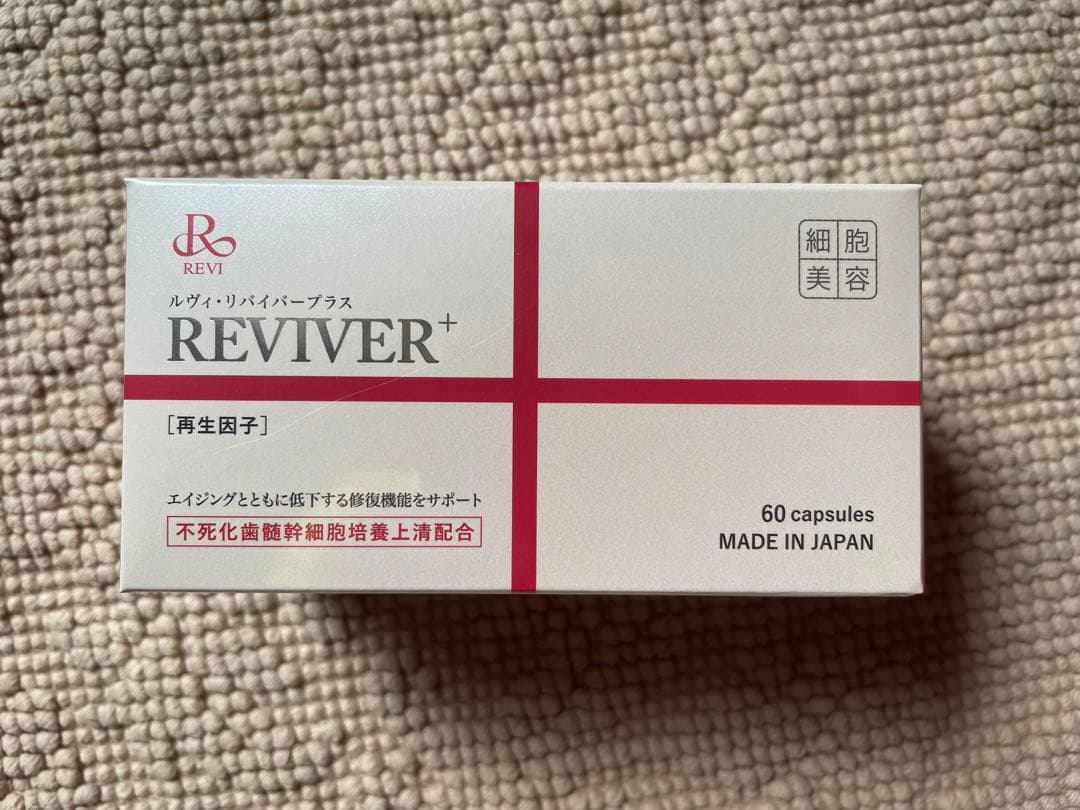 R
REVI
ルヴィ・リバイバープラス
REVIVER+
[再生因子]
エイジングとともに低下する修復機能をサポート
不死化歯髄幹細胞培養上清配合
細胞
美容
60 capsules
MADE IN JAPAN